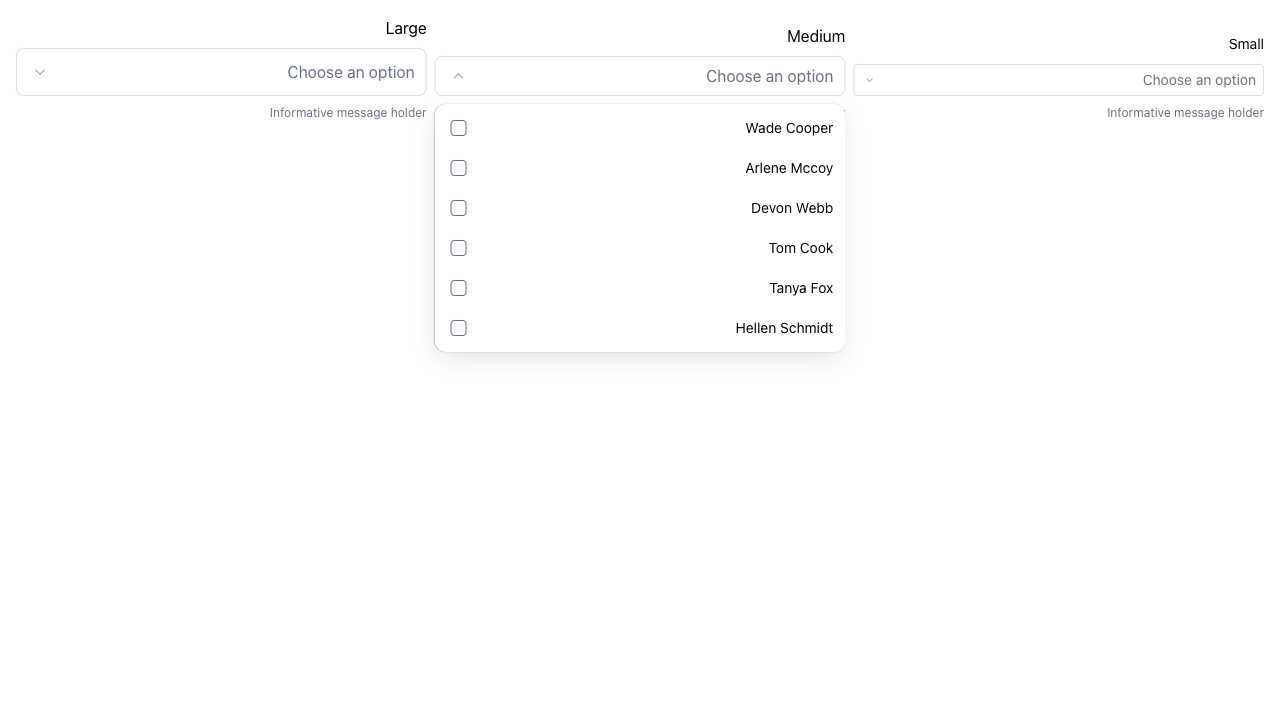 Large
Choose an option
Informative message holder
Medium
Choose an option
Wade Cooper
Arlene Mccoy
Devon Webb
Tom Cook
Tanya Fox
Hellen Schmidt
Small
Choose an option
Informative message holder